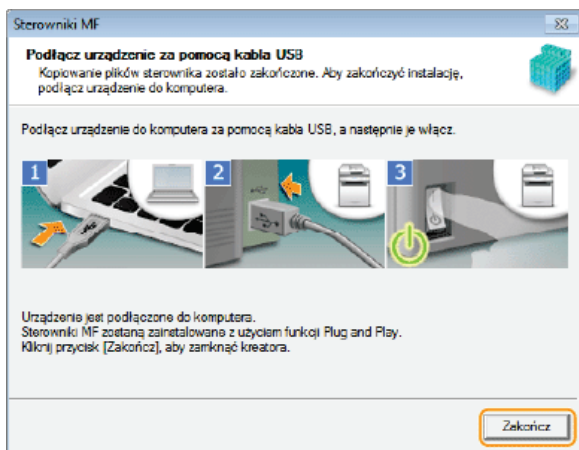 Sterowniki MF
Podłącz urządzenie za pomocą kabla USB
Kopiowanie plików sterownika zostało zakończone. Aby zakończyć instalację,
podłącz urządzenie do komputera.
Podłącz urządzenie do komputera za pomocą kabla USB, a następnie je włącz.
1 2 3
Urządzenie jest podłączone do komputera.
Sterowniki MF zostaną zainstalowane z użyciem funkcji Plug and Play.
Kliknij przycisk [Zakończ], aby zamknąć kreatora.
Zakończ